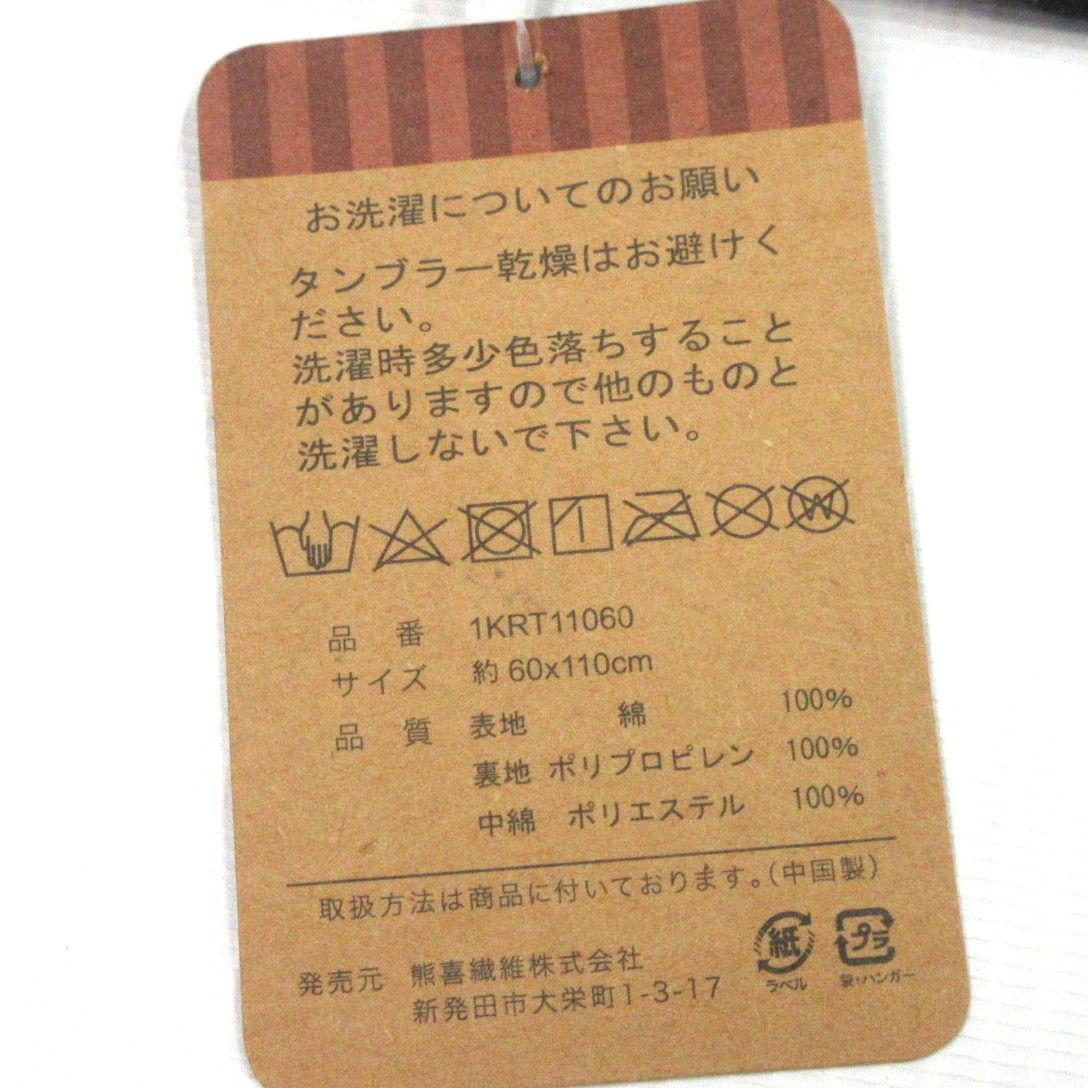 お洗濯についてのお願い
タンブラー乾燥はお避けく
ださい。
洗濯時多少色落ちすること
がありますので他のものと
洗濯しないで下さい。
W
品番 1KRT11060
サイズ 約 60x110cm
品質 表地 綿 100%
裏地 ポリプロピレン 100%
中綿 ポリエステル 100%
取扱方法は商品に付いております。(中国製)
紙 プラ
ラベル 袋・ハンガー
発売元 熊喜繊維株式会社
新発田市大栄町1-3-17